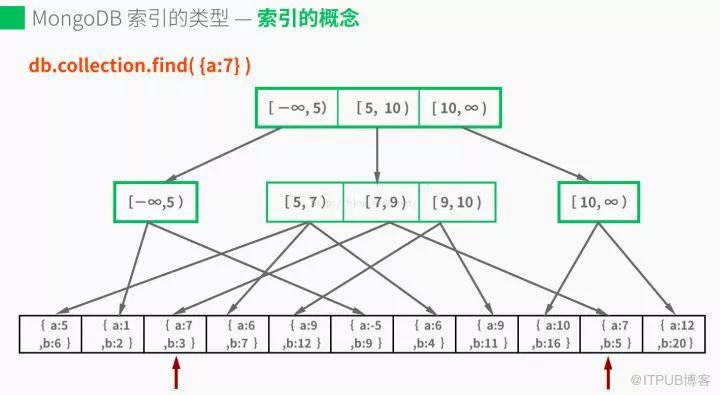 MongoDB 索引的类型 — 索引的概念
db.collection.find( {a:7} )
[ −∞, 5) [ 5, 10 ) [ 10, ∞ )
[ −∞,5 ) [ 5, 7 ) [ 7, 9 ) [ 9, 10 ) [ 10, ∞ )
{ a:5 { a:1 { a:7 { a:6 { a:9 { a:-5 { a:6 { a:9 { a:10 { a:7 { a:12
,b:6 } ,b:2 } ,b:3 } ,b:7 } ,b:12 } ,b:9 } ,b:4 } ,b:11 } ,b:16 } ,b:5 } ,b:20 }
@ITPUB博客